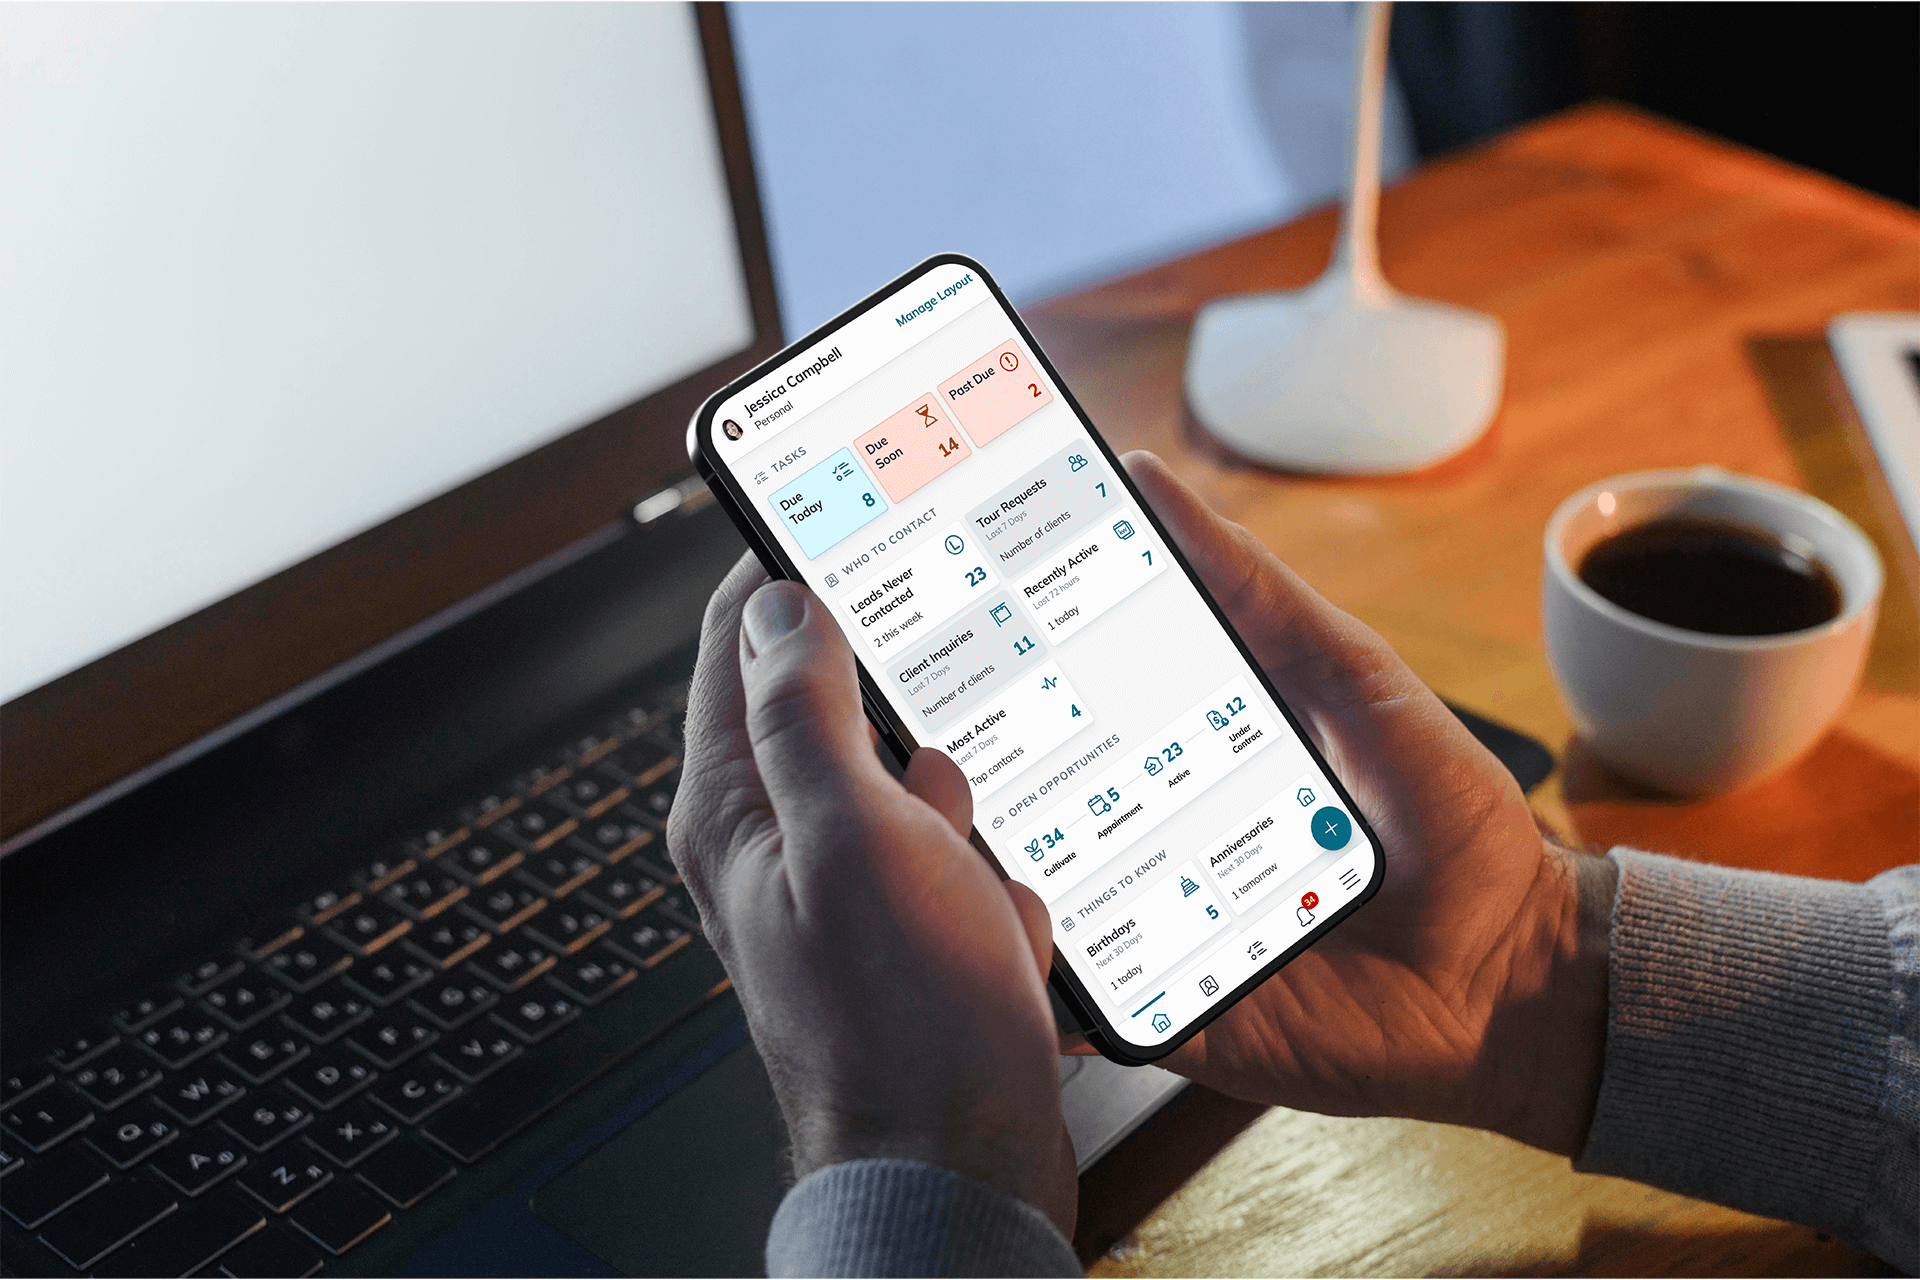 Manage Layout
Jessica Campbell
Personal
TASKS
Due
Today
8
Due
Soon
14
Past Due
2
WHO TO CONTACT
Leads Never
Contacted
23
2 this week
Tour Requests
Last 7 Days
7
Number of clients
Client Inquiries
Last 7 Days
11
Number of clients
Recently Active
Last 72 hours
7
1 today
Most Active
Last 7 Days
4
Top contacts
OPEN OPPORTUNITIES
34
Cultivate
5
Appointment
23
Active
12
Under
Contract
THINGS TO KNOW
Birthdays
Next 30 Days
5
1 today
Anniversaries
Next 30 Days
1 tomorrow
34